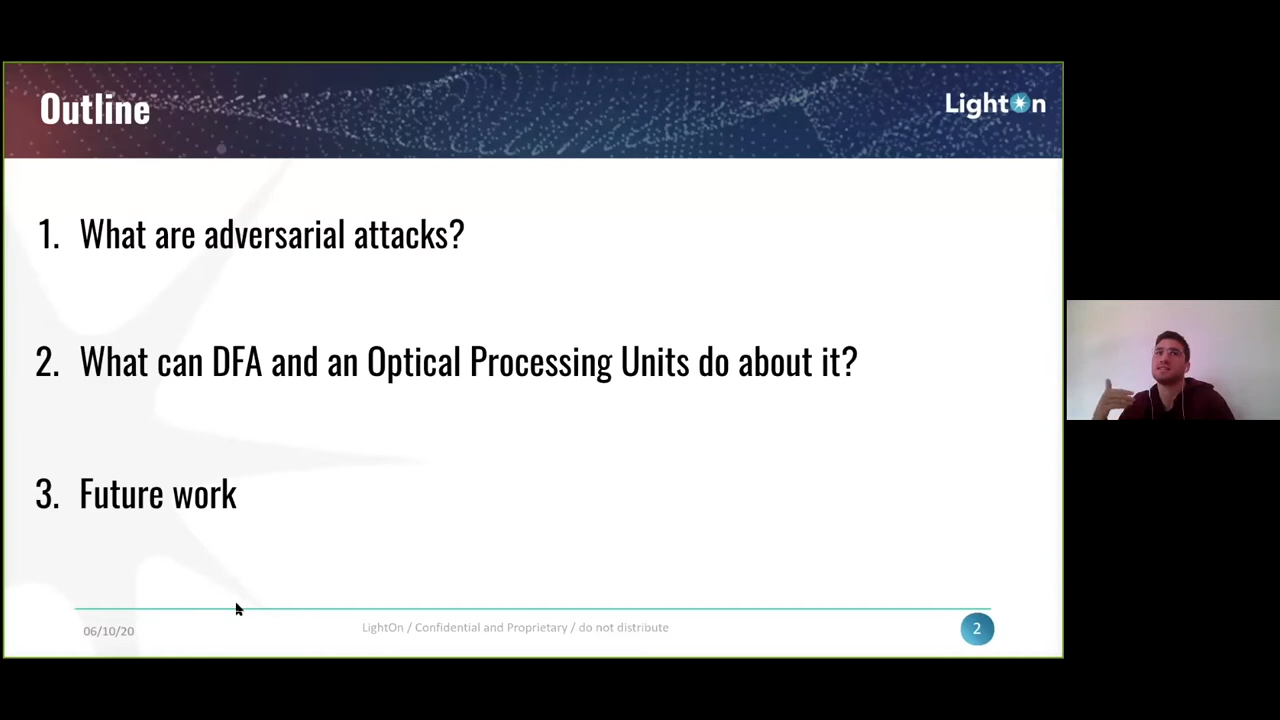 Outline
LightOn
1. What are adversarial attacks?
2. What can DFA and an Optical Processing Units do about it?
3. Future work
06/10/20
LightOn / Confidential and Proprietary / do not distribute
2